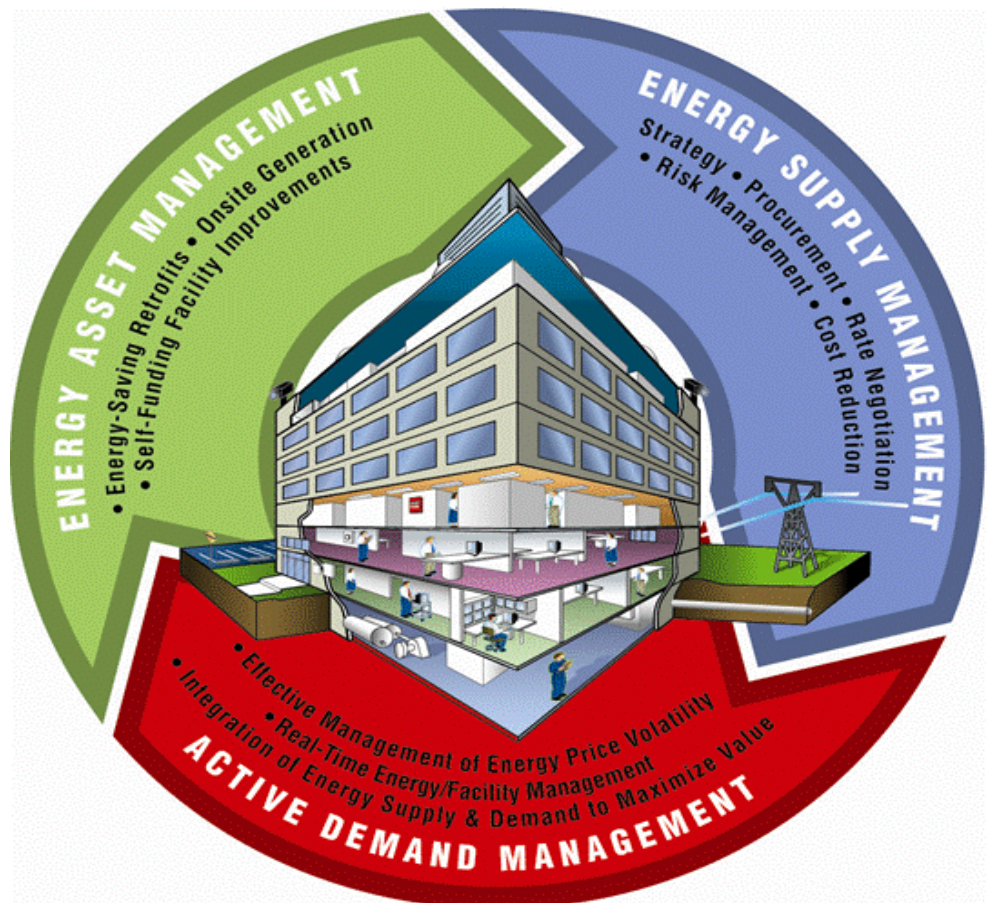 ENERGY ASSET MANAGEMENT
• Energy-Saving Retrofits • Onsite Generation
• Self-Funding Facility Improvements
ENERGY SUPPLY MANAGEMENT
Strategy • Procurement • Rate Negotiation
• Risk Management • Cost Reduction
• Effective Management of Energy Price Volatility
• Real-Time Energy/Facility Management
• Integration of Energy Supply & Demand to Maximize Value
ACTIVE DEMAND MANAGEMENT